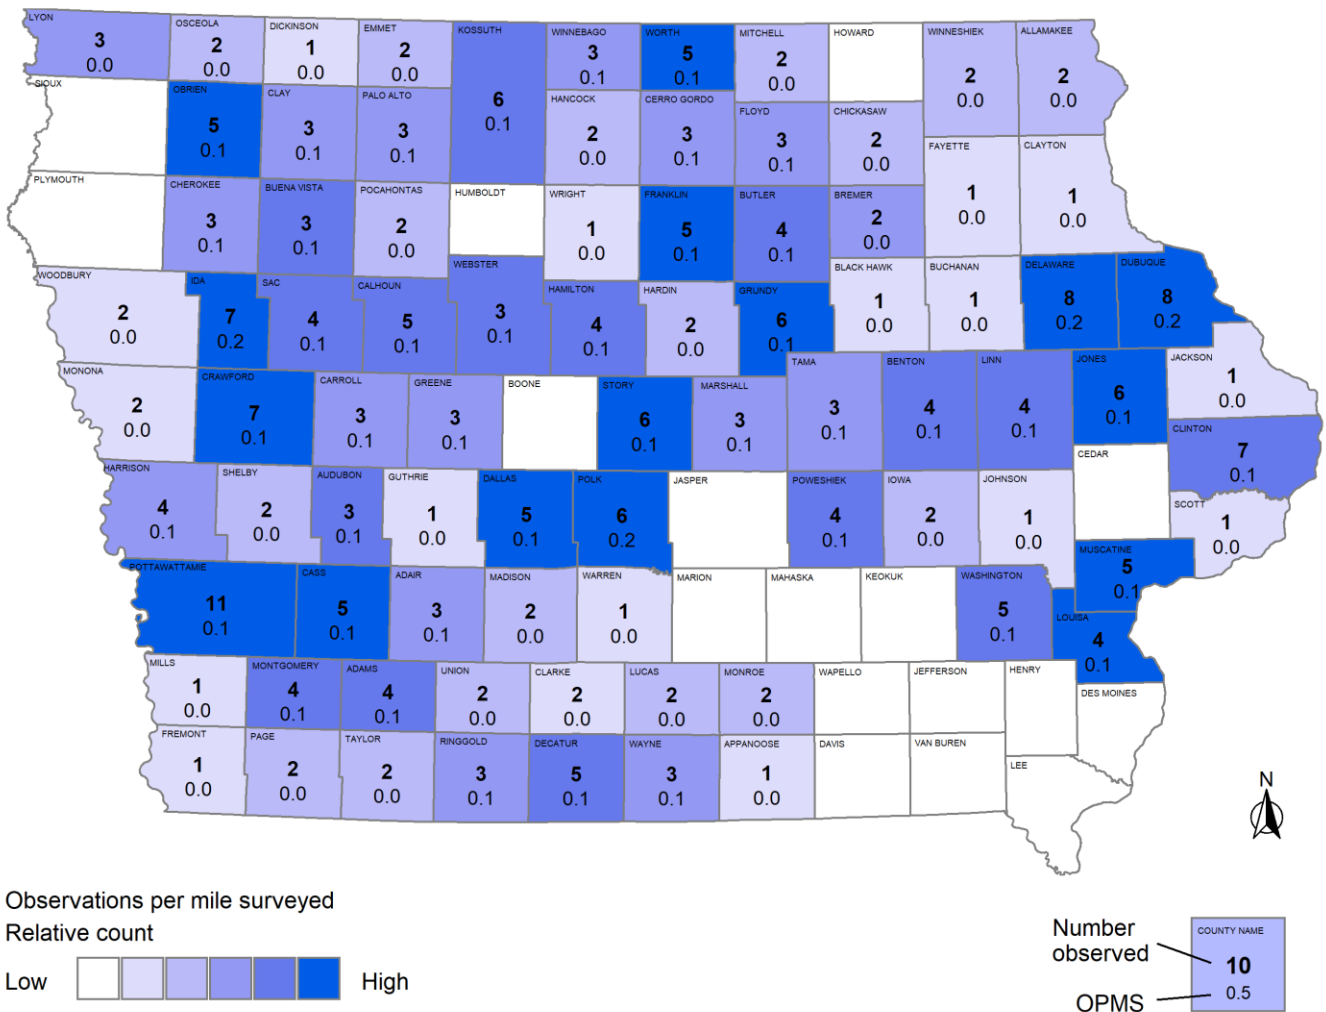 LYON
3
0.0
OSCEOLA
2
0.0
DICKINSON
1
0.0
EMMET
2
0.0
KOSSUTH
6
0.1
WINNEBAGO
3
0.1
WORTH
5
0.1
MITCHELL
2
0.0
HOWARD
WINNESHIEK
2
0.0
ALLAMAKEE
2
0.0
SIOUX
OBRIEN
5
0.1
CLAY
3
0.1
PALO ALTO
3
0.1
HANCOCK
2
0.0
CERRO GORDO
3
0.1
FLOYD
3
0.1
CHICKASAW
2
0.0
FAYETTE
1
0.0
CLAYTON
1
0.0
PLYMOUTH
CHEROKEE
3
0.1
BUENA VISTA
3
0.1
POCAHONTAS
2
0.0
HUMBOLDT
WRIGHT
1
0.0
FRANKLIN
5
0.1
BUTLER
4
0.1
BREMER
2
0.0
WOODBURY
2
0.0
IDA
7
0.2
SAC
4
0.1
CALHOUN
5
0.1
WEBSTER
3
0.1
HAMILTON
4
0.1
HARDIN
2
0.0
GRUNDY
6
0.1
BLACK HAWK
1
0.0
BUCHANAN
1
0.0
DELAWARE
8
0.2
DUBUQUE
8
0.2
MONONA
2
0.0
CRAWFORD
7
0.1
CARROLL
3
0.1
GREENE
3
0.1
BOONE
STORY
6
0.1
MARSHALL
3
0.1
TAMA
3
0.1
BENTON
4
0.1
LINN
4
0.1
JONES
6
0.1
JACKSON
1
0.0
CLINTON
7
0.1
CEDAR
HARRISON
4
0.1
SHELBY
2
0.0
AUDUBON
3
0.1
GUTHRIE
1
0.0
DALLAS
5
0.1
POLK
6
0.2
JASPER
POWESHIEK
4
0.1
IOWA
2
0.0
JOHNSON
1
0.0
SCOTT
1
0.0
MUSCATINE
5
0.1
POTTAWATTAMIE
11
0.1
CASS
5
0.1
ADAIR
3
0.1
MADISON
2
0.0
WARREN
1
0.0
MARION
MAHASKA
KEOKUK
WASHINGTON
5
0.1
LOUISA
4
0.1
MILLS
1
0.0
MONTGOMERY
4
0.1
ADAMS
4
0.1
UNION
2
0.0
CLARKE
2
0.0
LUCAS
2
0.0
MONROE
2
0.0
WAPELLO
JEFFERSON
HENRY
DES MOINES
FREMONT
1
0.0
PAGE
2
0.0
TAYLOR
2
0.0
RINGGOLD
3
0.1
DECATUR
5
0.1
WAYNE
3
0.1
APPANOOSE
1
0.0
DAVIS
VAN BUREN
LEE
N
Observations per mile surveyed
Relative count
Low
High
Number
observed
OPMS
COUNTY NAME
10
0.5